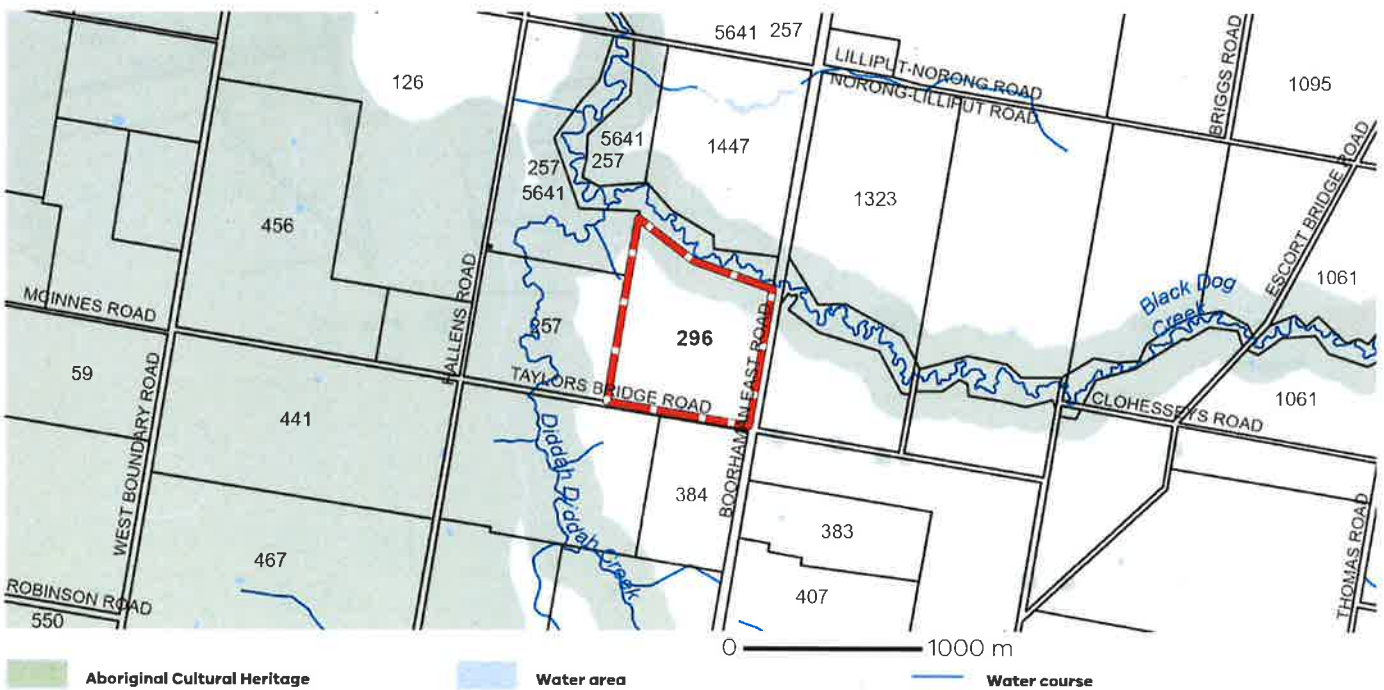 5641 257
LILLIPUT-NORONG ROAD
NORONG-LILLIPUT ROAD
BRIGGS ROAD
1095
126
5641
257
1447
257
5641
1323
ESCORT BRIDGE ROAD
456
HALLENS ROAD
1061
Black Dog
Creek
MCINNES ROAD
257
296
BOORHAMAN EAST ROAD
59
WEST BOUNDARY ROAD
TAYLORS BRIDGE ROAD
CLOHESSEYS ROAD
1061
441
Diddah Diddah Creek
384
383
THOMAS ROAD
467
407
ROBINSON ROAD
550
0 1000 m
Aboriginal Cultural Heritage
Water area
Water course